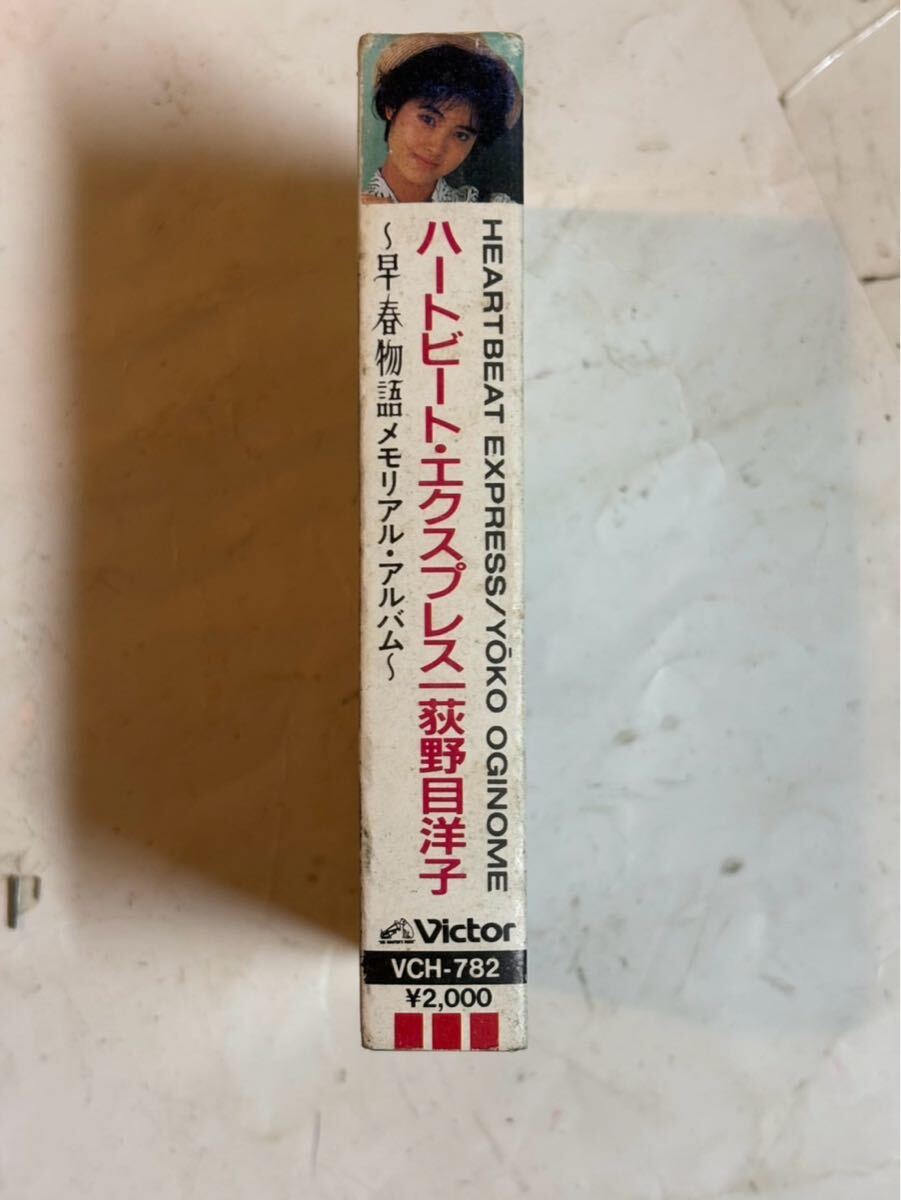 HEARTBEAT EXPRESS/YŌKO OGINOME
ハートビート・エクスプレス|荻野目洋子
〜早春物語メモリアル・アルバム〜
Victor
VCH-782
¥2,000